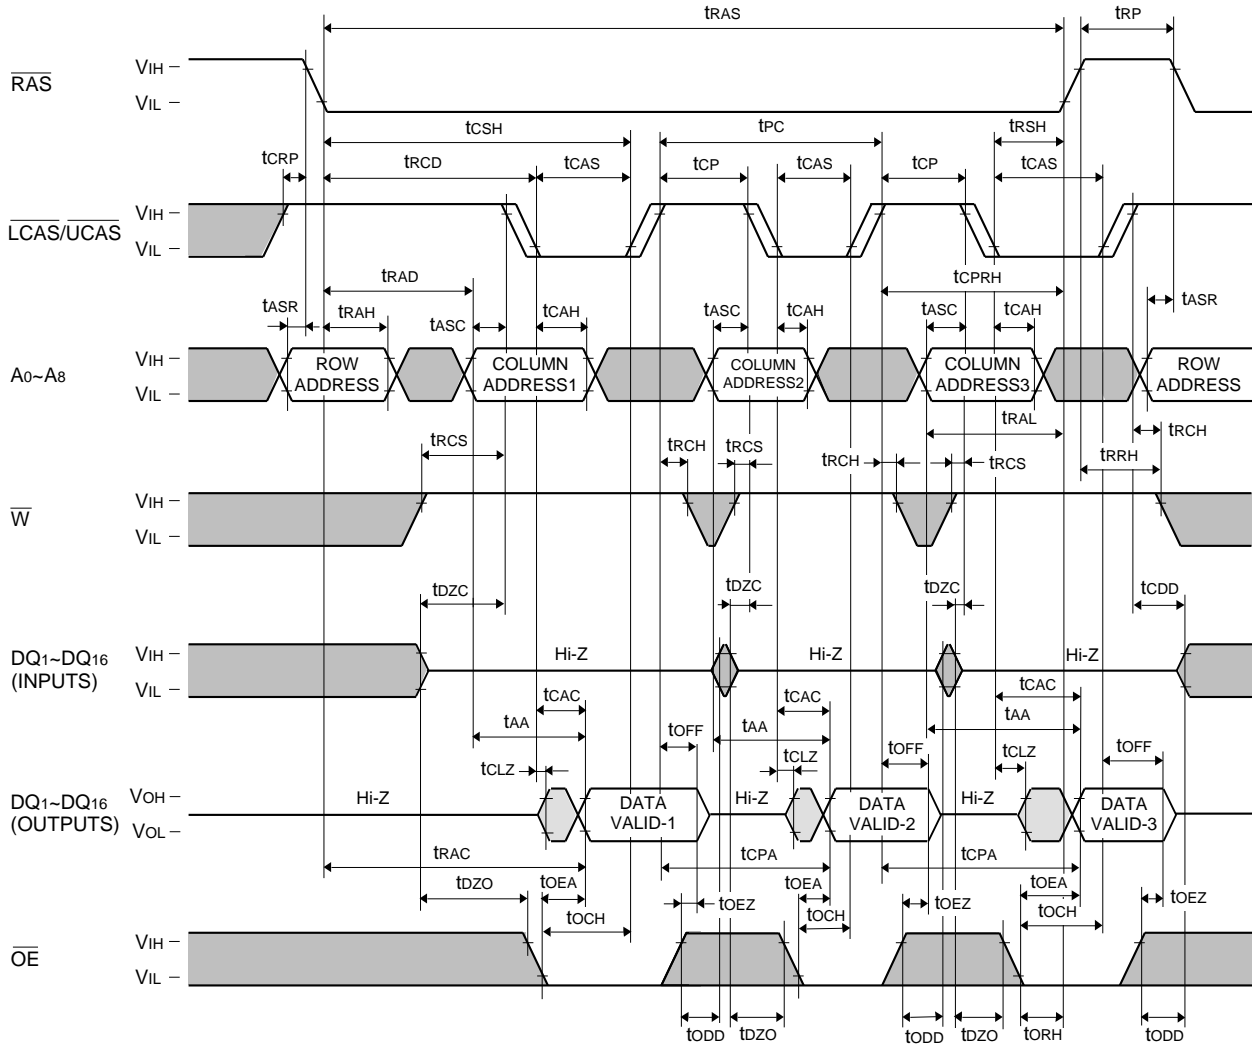 tRAS
tRP
RAS
VIH
VIL
tCSH
tPC
tRSH
tCRP
tRCD
tCAS
tCP
tCAS
tCP
tCAS
LCAS/UCAS
VIH
VIL
tRAD
tCPRH
tASR
tRAH
tASC
tCAH
tASC
tCAH
tASC
tCAH
tASR
A0~A8
VIH
VIL
ROW ADDRESS
COLUMN ADDRESS1
COLUMN ADDRESS2
COLUMN ADDRESS3
ROW ADDRESS
tRAL
tRCS
tRCH
tRCS
tRCH
tRCS
tRCH
tRRH
W
VIH
VIL
tDZC
tDZC
tDZC
tCDD
DQ1~DQ16
(INPUTS)
VIH
VIL
Hi-Z
Hi-Z
Hi-Z
tCAC
tCAC
tCAC
tAA
tAA
tAA
tOFF
tOFF
tOFF
tCLZ
tCLZ
tCLZ
DQ1~DQ16
(OUTPUTS)
VOH
VOL
Hi-Z
DATA VALID-1
Hi-Z
DATA VALID-2
Hi-Z
DATA VALID-3
tRAC
tCPA
tCPA
tDZO
tOEA
tOEZ
tOEA
tOEZ
tOEA
tOEZ
tOCH
tOCH
tOCH
OE
VIH
VIL
tODD
tDZO
tODD
tDZO
tORH
tODD